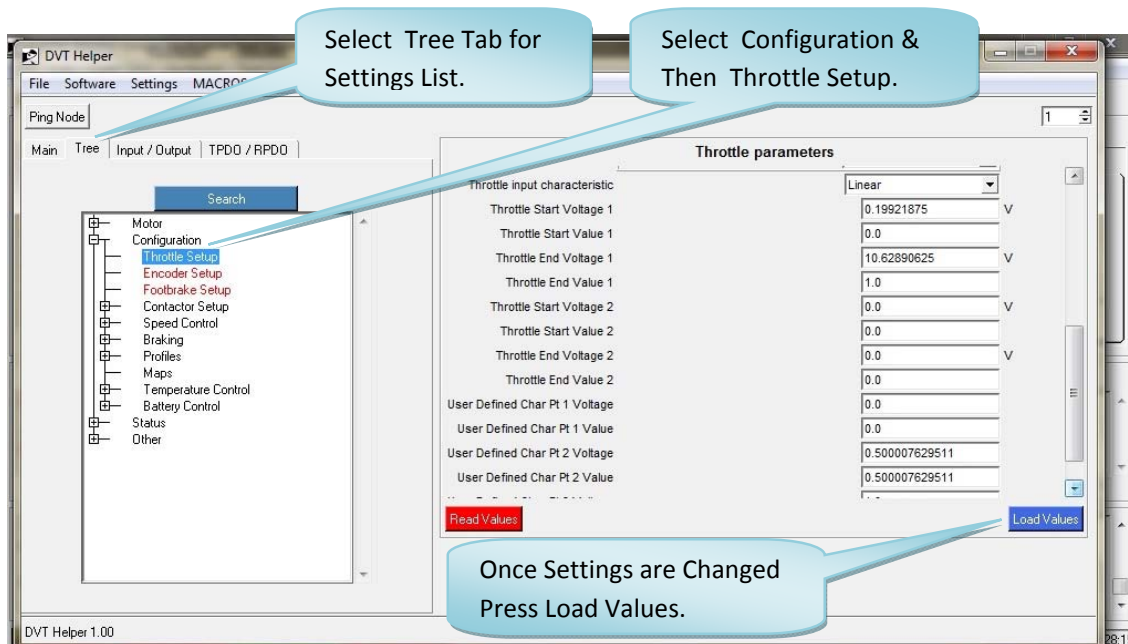 Select Tree Tab for
Settings List.
Select Configuration &
Then Throttle Setup.
DVT Helper
File Software Settings MACROS
Ping Node
1
Main Tree Input / Output TPDO / RPDO
Search
Motor
Configuration
Throttle Setup
Encoder Setup
Footbrake Setup
Contactor Setup
Speed Control
Braking
Profiles
Maps
Temperature Control
Battery Control
Status
Other
Throttle parameters
Throttle input characteristic Linear
Throttle Start Voltage 1 0.19921875 V
Throttle Start Value 1 0.0
Throttle End Voltage 1 10.62890625 V
Throttle End Value 1 1.0
Throttle Start Voltage 2 0.0 V
Throttle Start Value 2 0.0
Throttle End Voltage 2 0.0 V
Throttle End Value 2 0.0
User Defined Char Pt 1 Voltage 0.0
User Defined Char Pt 1 Value 0.0
User Defined Char Pt 2 Voltage 0.500007629511
User Defined Char Pt 2 Value 0.500007629511
Read Values Load Values
Once Settings are Changed
Press Load Values.
DVT Helper 1.00